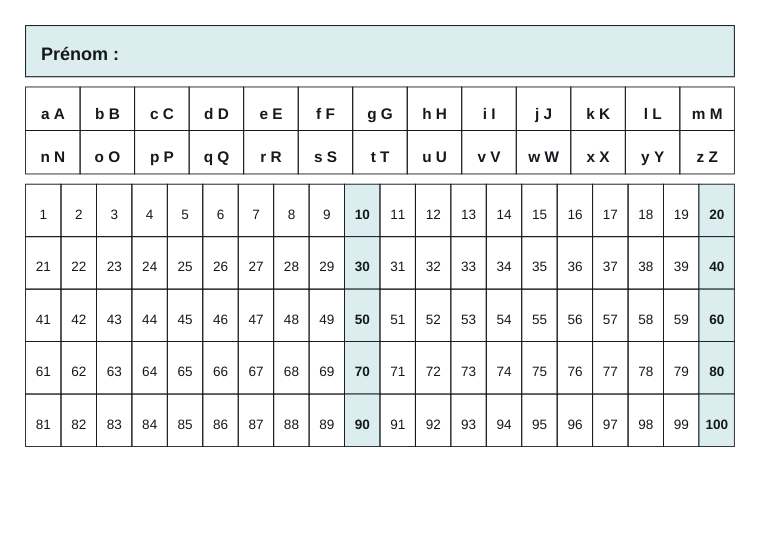 Prénom :
a A b B c C d D e E f F g G h H i I j J k K l L m M
n N o O p P q Q r R s S t T u U v V w W x X y Y z Z
1 2 3 4 5 6 7 8 9 10 11 12 13 14 15 16 17 18 19 20
21 22 23 24 25 26 27 28 29 30 31 32 33 34 35 36 37 38 39 40
41 42 43 44 45 46 47 48 49 50 51 52 53 54 55 56 57 58 59 60
61 62 63 64 65 66 67 68 69 70 71 72 73 74 75 76 77 78 79 80
81 82 83 84 85 86 87 88 89 90 91 92 93 94 95 96 97 98 99 100